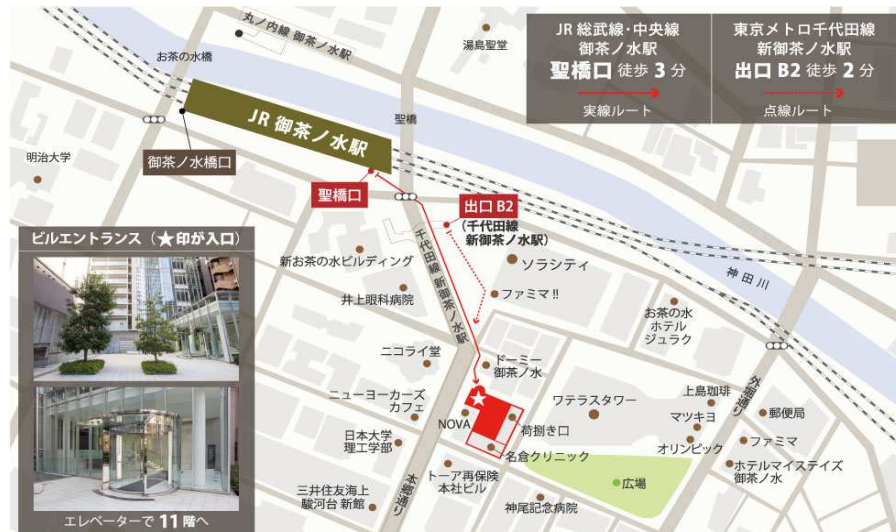 丸ノ内線 御茶ノ水駅
お茶の水橋
湯島聖堂
JR 総武線・中央線
御茶ノ水駅
聖橋口 徒歩 3 分
実線ルート
東京メトロ千代田線
新御茶ノ水駅
出口 B2 徒歩 2 分
点線ルート
JR 御茶ノ水駅
聖橋
明治大学
御茶ノ水橋口
聖橋口
出口 B2
(千代田線
新御茶ノ水駅)
千代田線 新御茶ノ水駅
ビルエントランス（★印が入口）
新お茶の水ビルディング
ソラシティ
神田川
井上眼科病院
ファミマ!!
お茶の水
ホテル
ジュラク
ニコライ堂
ドーミー
御茶ノ水
外堀通り
ニューヨーカーズ
カフェ
NOVA
荷捌き口
ワテラスタワー
上島珈琲
マツキヨ
郵便局
日本大学
理工学部
名倉クリニック
オリンピック
ファミマ
本郷通り
トーア再保険
本社ビル
ホテルマイステイズ
御茶ノ水
三井住友海上
駿河台 新館
神尾記念病院
広場
エレベーターで 11 階へ